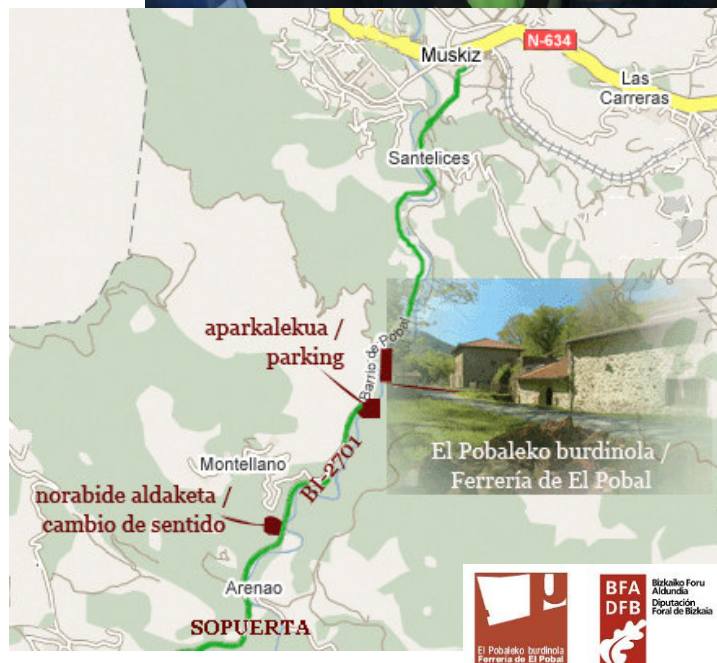 N-634
Muskiz
Las
Carreras
Santelices
aparkalekua /
parking
Barrio de Pobal
El Pobaleko burdinola /
Ferrería de El Pobal
Montellano
BI-2701
norabide aldaketa /
cambio de sentido
Arenao
SOPUERTA
El Pobaleko burdinola
Ferrería de El Pobal
BFA
DFB
Bizkaiko Foru
Aldundia
Diputación
Foral de Bizkaia